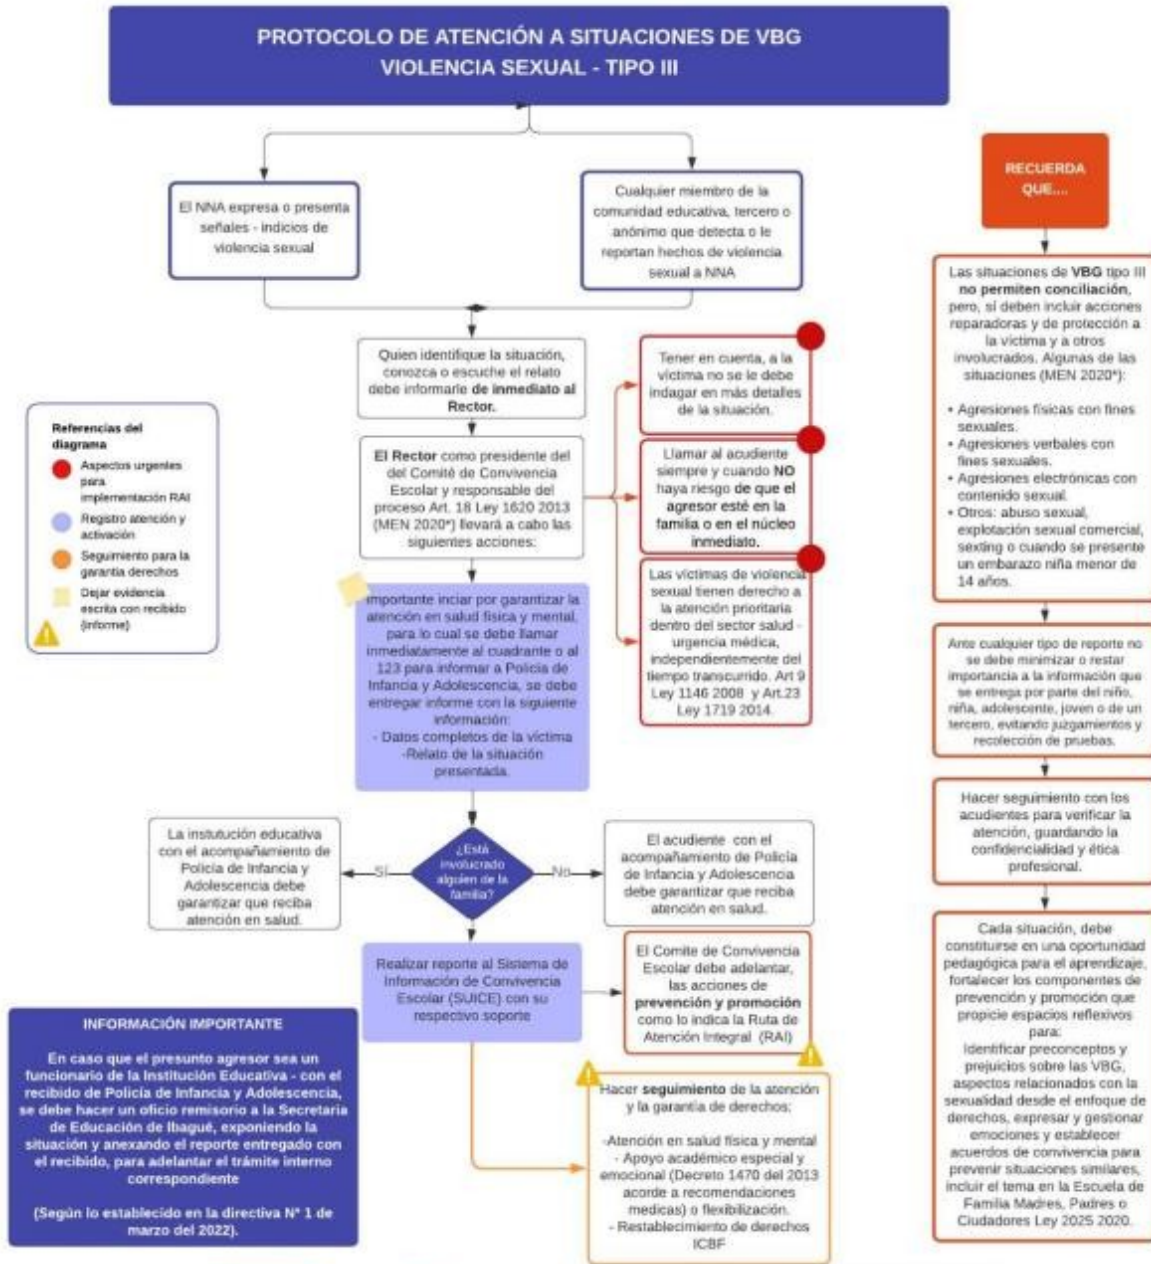 PROTOCOLO DE ATENCIÓN A SITUACIONES DE VBG
VIOLENCIA SEXUAL - TIPO III
El NNA expresa o presenta
señales - indicios de
violencia sexual
Cualquier miembro de la
comunidad educativa, tercero o
anónimo que detecta o le
reportan hechos de violencia
sexual a NNA
Quien identifique la situación,
conozca o escuche el relato
debe informarle de inmediato al
Rector.
Tener en cuenta, a la
víctima no se le debe
indagar en más detalles
de la situación.
Referencias del
diagrama
Aspectos urgentes
para
implementación RAI
Registro atención y
activación
Seguimiento para la
garantía derechos
Dejar evidencia
escrita con recibido
(informe)
El Rector como presidente del
del Comité de Convivencia
Escolar y responsable del
proceso Art. 18 Ley 1620 2013
(MEN 2020*) llevará a cabo las
siguientes acciones:
Llamar al acudiente
siempre y cuando NO
haya riesgo de que el
agresor esté en la
familia o en el núcleo
inmediato.
Las víctimas de violencia
sexual tienen derecho a
la atención prioritaria
dentro del sector salud -
urgencia médica,
independientemente del
tiempo transcurrido. Art 9
Ley 1146 2008 y Art.23
Ley 1719 2014.
Importante inciar por garantizar la
atención en salud física y mental,
para lo cual se debe llamar
inmediatamente al cuadrante o al
123 para informar a Policía de
Infancia y Adolescencia, se debe
entregar informe con la siguiente
información:
- Datos completos de la víctima
-Relato de la situación
presentada.
¿Está
involucrado
alguien de la
familia?
Sí
La instutución educativa
con el acompañamiento de
Policía de Infancia y
Adolescencia debe
garantizar que reciba
atención en salud.
No
El acudiente con el
acompañamiento de Policía
de Infancia y Adolescencia
debe garantizar que reciba
atención en salud.
Realizar reporte al Sistema de
Información de Convivencia
Escolar (SUICE) con su
respectivo soporte
El Comite de Convivencia
Escolar debe adelantar,
las acciones de
prevención y promoción
como lo indica la Ruta de
Atención Integral (RAI)
Hacer seguimiento de la atención
y la garantía de derechos:
-Atención en salud física y mental
- Apoyo académico especial y
emocional (Decreto 1470 del 2013
acorde a recomendaciones
medicas) o flexibilización.
- Restablecimiento de derechos
ICBF
INFORMACIÓN IMPORTANTE
En caso que el presunto agresor sea un
funcionario de la Institución Educativa - con el
recibido de Policía de Infancia y Adolescencia,
se debe hacer un oficio remisorio a la Secretaría
de Educación de Ibagué, exponiendo la
situación y anexando el reporte entregado con
el recibido, para adelantar el trámite interno
correspondiente
(Según lo establecido en la directiva N° 1 de
marzo del 2022).
RECUERDA
QUE....
Las situaciones de VBG tipo III
no permiten conciliación,
pero, sí deben incluir acciones
reparadoras y de protección a
la víctima y a otros
involucrados. Algunas de las
situaciones (MEN 2020*):
• Agresiones físicas con fines
sexuales.
• Agresiones verbales con
fines sexuales.
• Agresiones electrónicas con
contenido sexual.
• Otros: abuso sexual,
explotación sexual comercial,
sexting o cuando se presente
un embarazo niña menor de
14 años.
Ante cualquier tipo de reporte no
se debe minimizar o restar
importancia a la información que
se entrega por parte del niño,
niña, adolescente, joven o de un
tercero, evitando juzgamientos y
recolección de pruebas.
Hacer seguimiento con los
acudientes para verificar la
atención, guardando la
confidencialidad y ética
profesional.
Cada situación, debe
constituirse en una oportunidad
pedagógica para el aprendizaje,
fortalecer los componentes de
prevención y promoción que
propicie espacios reflexivos
para:
Identificar preconceptos y
prejuicios sobre las VBG,
aspectos relacionados con la
sexualidad desde el enfoque de
derechos, expresar y gestionar
emociones y establecer
acuerdos de convivencia para
prevenir situaciones similares,
incluir el tema en la Escuela de
Familia Madres, Padres o
Ciudadores Ley 2025 2020.